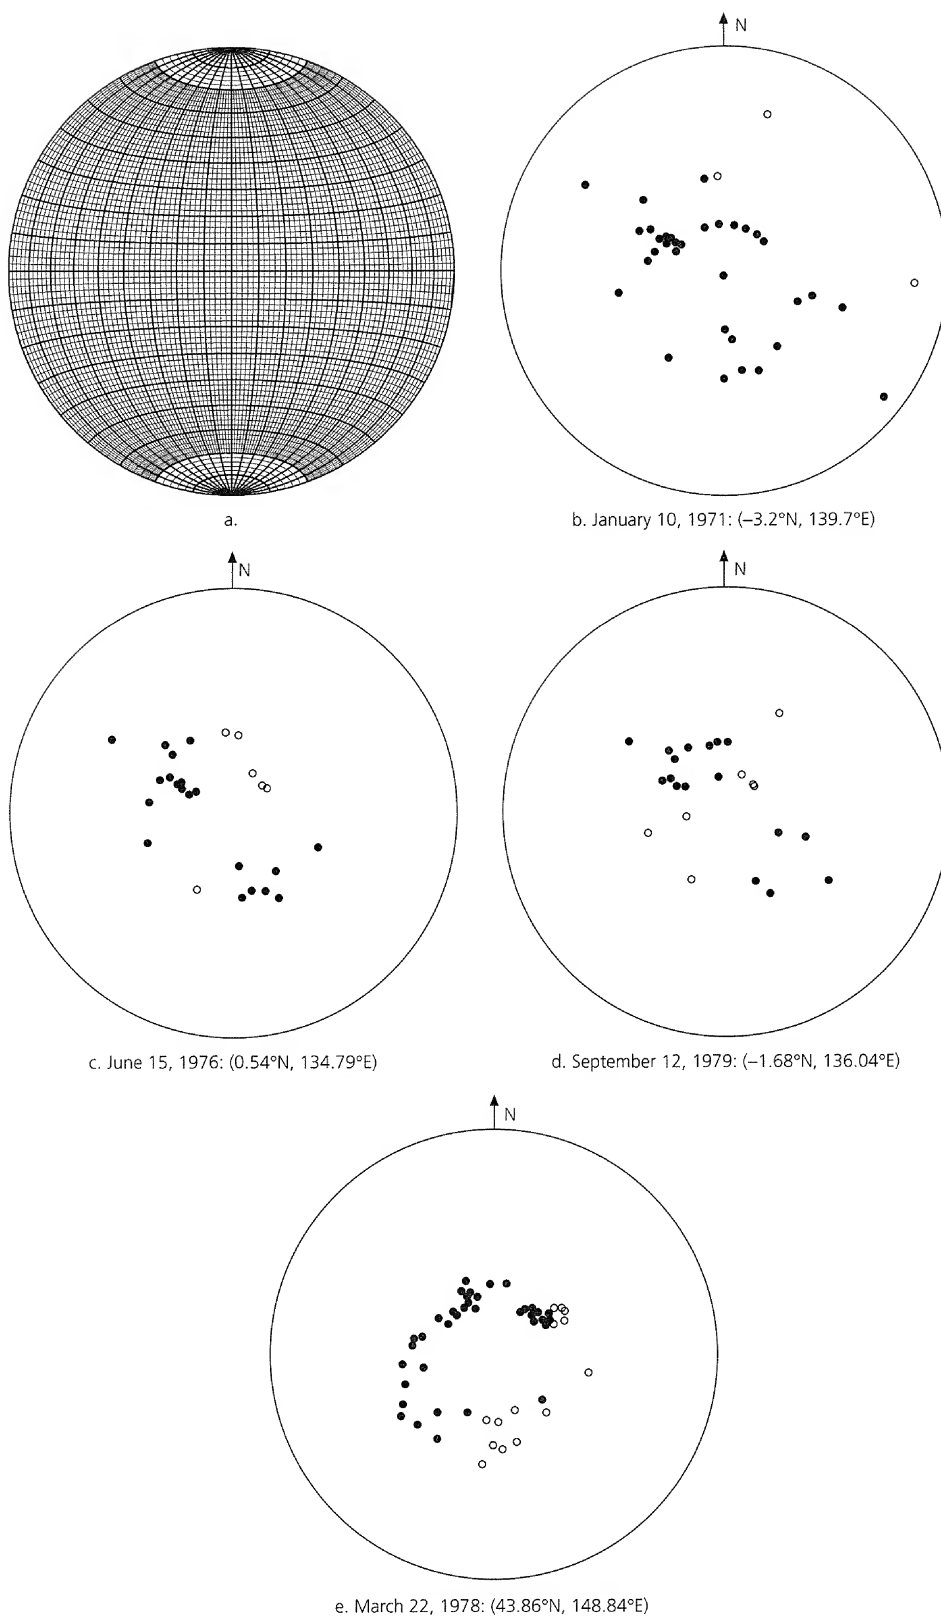 N
a.
b. January 10, 1971: (–3.2°N, 139.7°E)
N
N
c. June 15, 1976: (0.54°N, 134.79°E)
d. September 12, 1979: (–1.68°N, 136.04°E)
N
e. March 22, 1978: (43.86°N, 148.84°E)